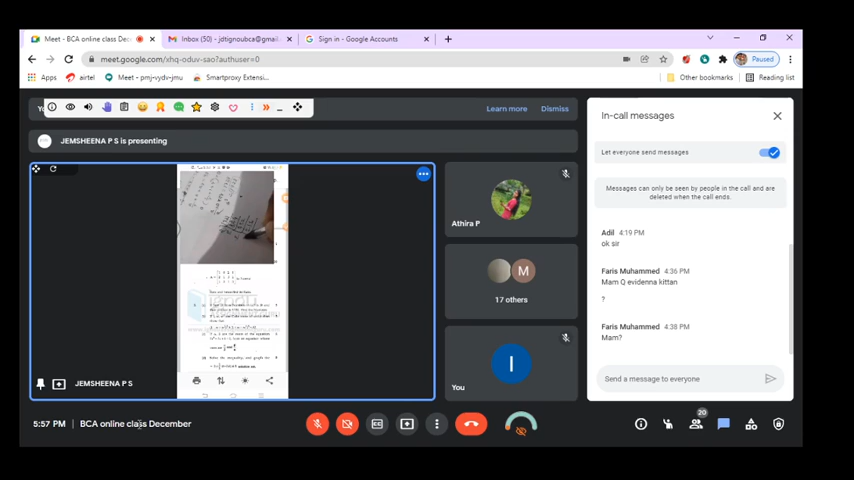 Meet - BCA online class Dec
Inbox (50) - jdtignoubca@gmail.
Sign in - Google Accounts
meet.google.com/xhq-oduv-sao?authuser=0
Paused
Apps
airtel
Meet - pmj-vydv-jmu
Smartproxy Extensi...
Other bookmarks
Reading list
Learn more
Dismiss
JEMSHEENA P S is presenting
Athira P
M
17 others
I
You
JEMSHEENA P S
In-call messages
Let everyone send messages
Messages can only be seen by people in the call and are
deleted when the call ends.
Adil 4:19 PM
ok sir
Faris Muhammed 4:36 PM
Mam Q evidenna kittan
?
Faris Muhammed 4:38 PM
Mam?
Send a message to everyone
5:57 PM | BCA online class December
20